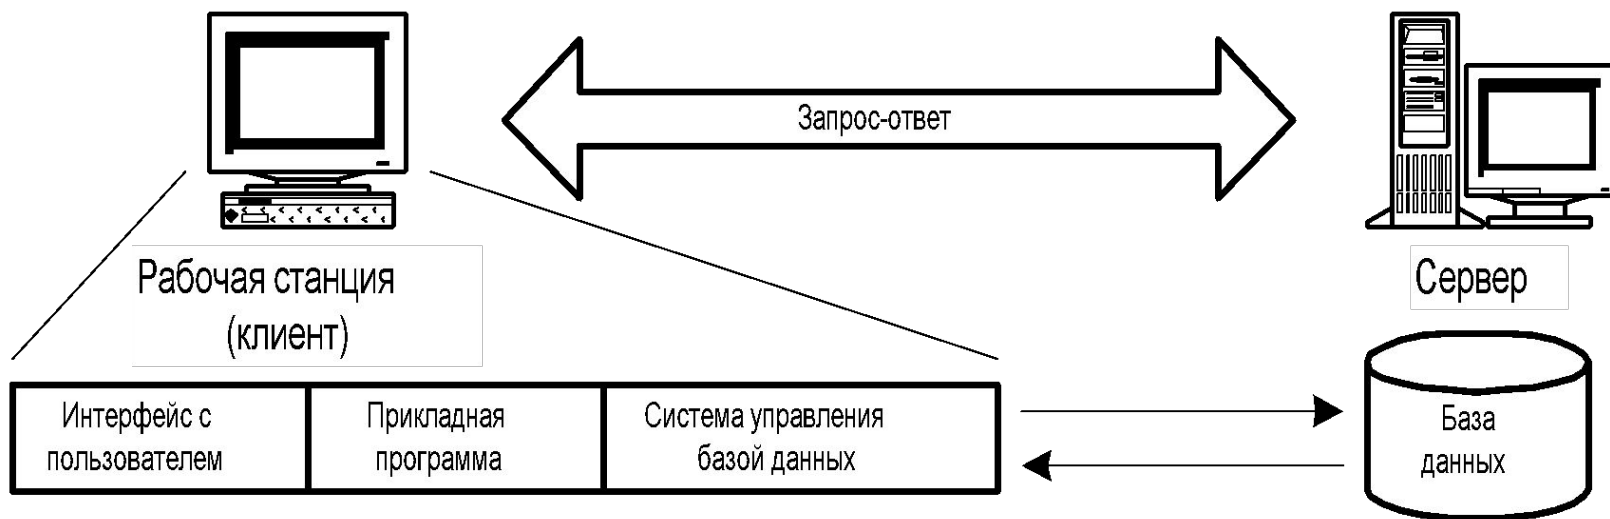 Запрос-ответ
Рабочая станция
(клиент)
Сервер
Интерфейс с
пользователем
Прикладная
программа
Система управления
базой данных
База
данных